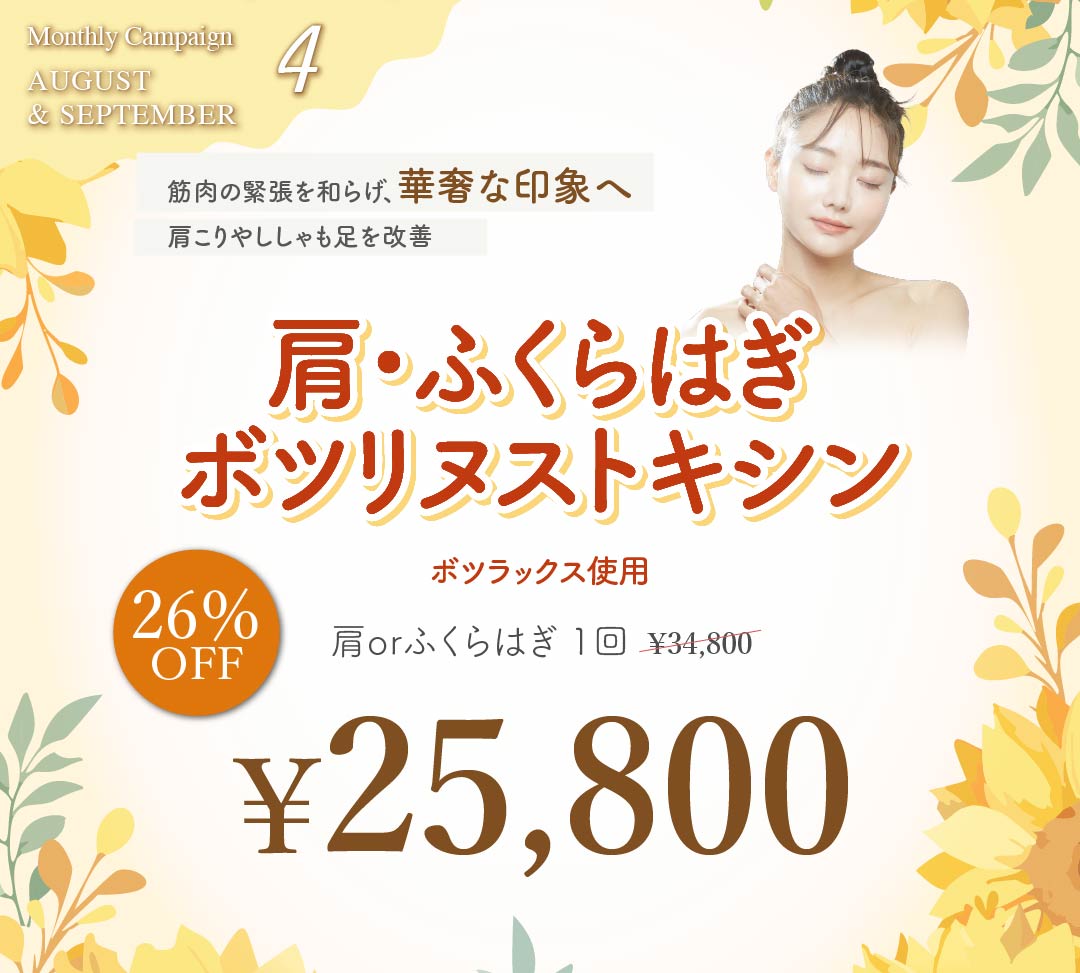 Monthly Campaign
AUGUST
& SEPTEMBER
4
筋肉の緊張を和らげ、華奢な印象へ
肩こりやししゃも足を改善
肩・ふくらはぎ
ボツリヌストキシン
ボツラックス使用
26%
OFF
肩orふくらはぎ 1回 ¥34,800
¥25,800